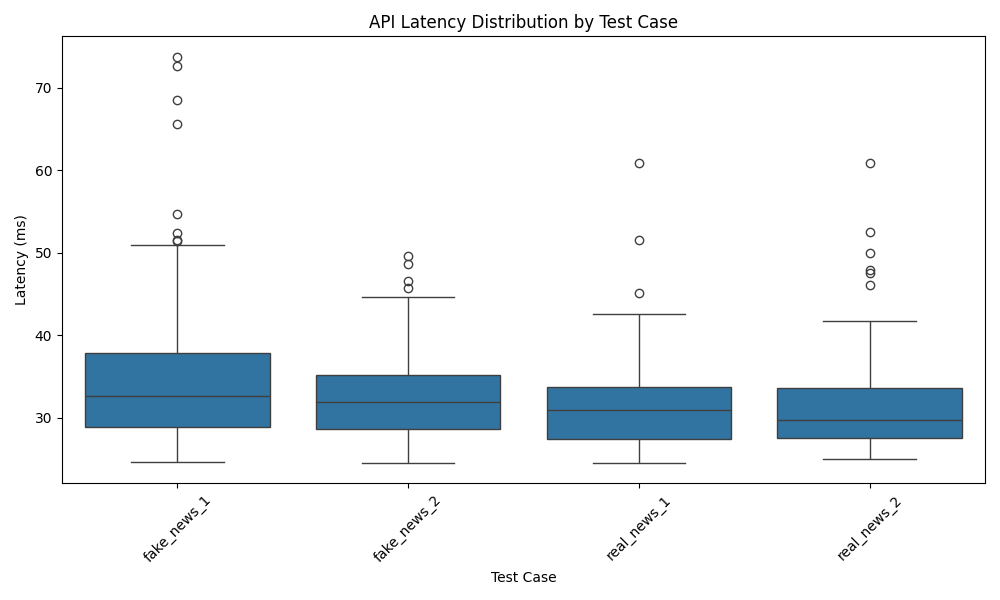 API Latency Distribution by Test Case
Latency (ms)
70
60
50
40
30
fake_news_1
fake_news_2
real_news_1
real_news_2
Test Case